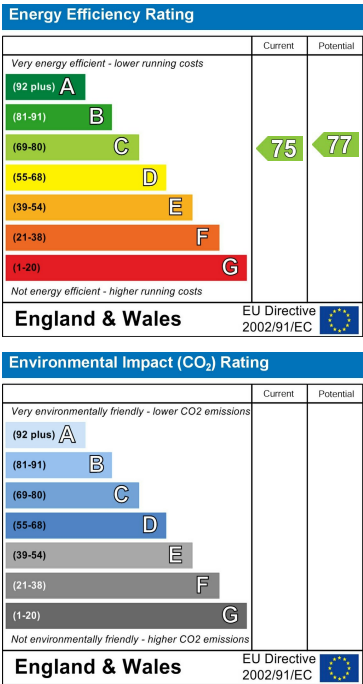 Energy Efficiency Rating
Current Potential
Very energy efficient - lower running costs
(92 plus) A
(81-91) B
(69-80) C 75 77
(55-68) D
(39-54) E
(21-38) F
(1-20) G
Not energy efficient - higher running costs
England & Wales EU Directive 2002/91/EC
Environmental Impact (CO₂) Rating
Current Potential
Very environmentally friendly - lower CO2 emissions
(92 plus) A
(81-91) B
(69-80) C
(55-68) D
(39-54) E
(21-38) F
(1-20) G
Not environmentally friendly - higher CO2 emissions
England & Wales EU Directive 2002/91/EC